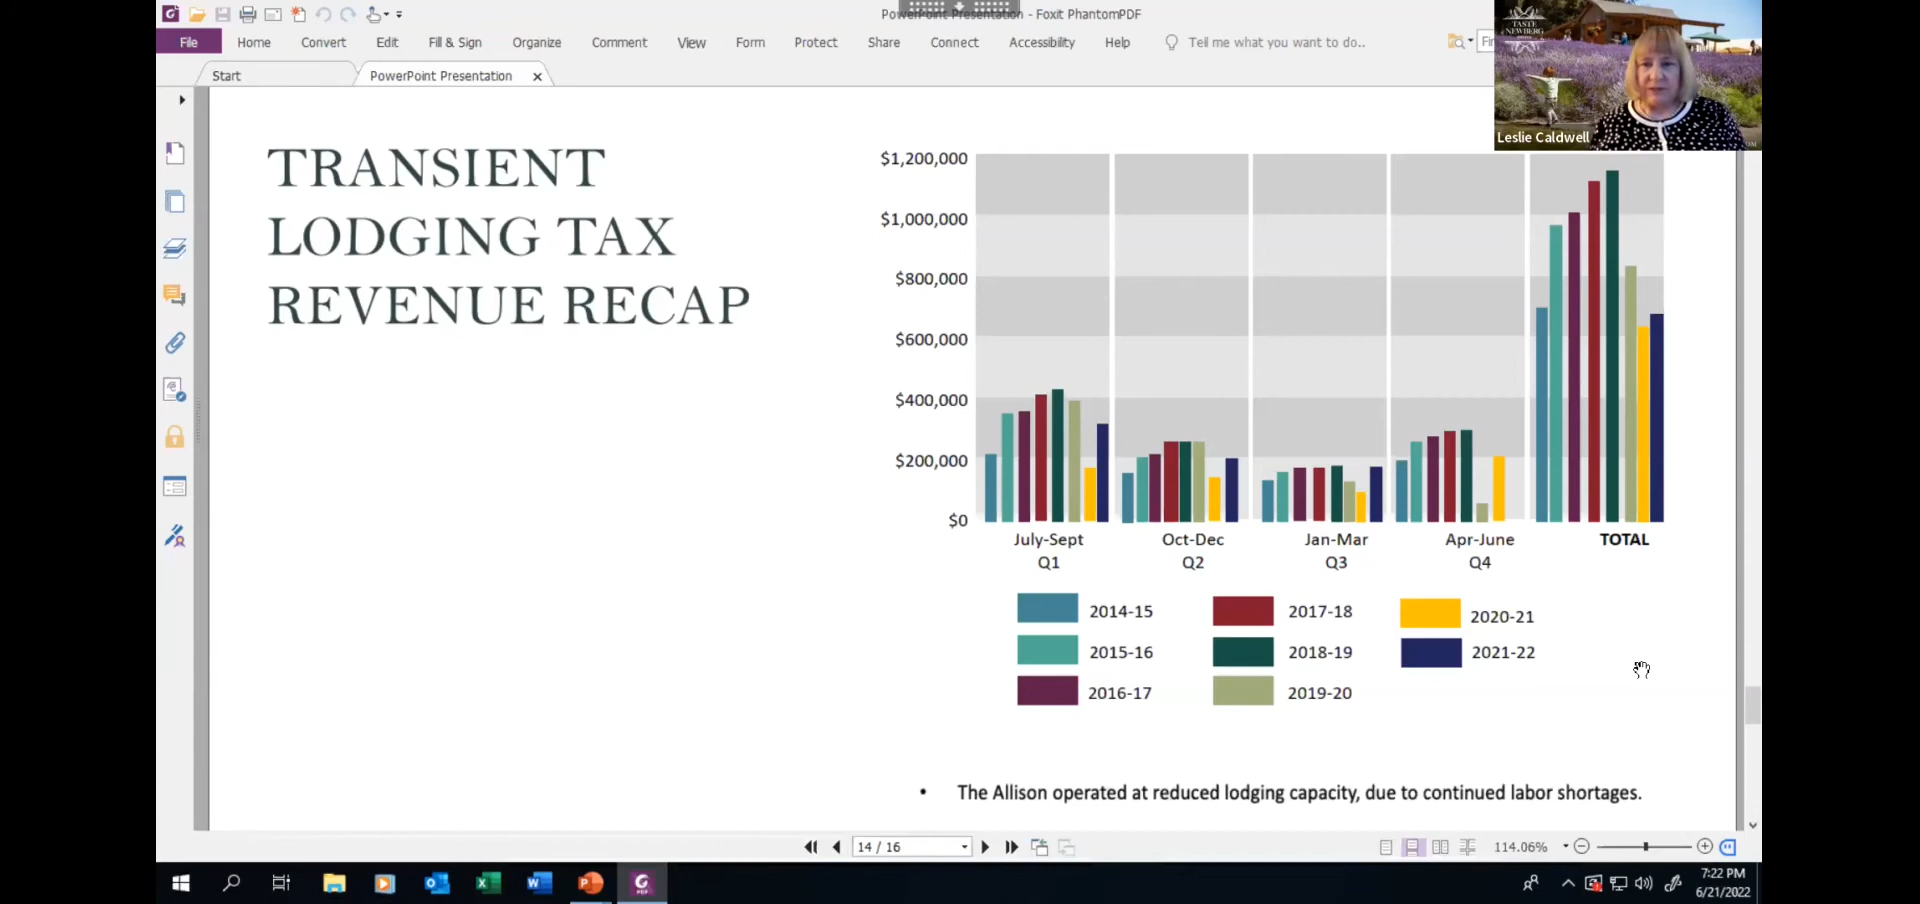 PowerPoint Presentation - Foxit PhantomPDF
File Home Convert Edit Fill & Sign Organize Comment View Form Protect Share Connect Accessibility Help Tell me what you want to do.. Fin
Start PowerPoint Presentation
TASTE
NEWBERG
Leslie Caldwell
TRANSIENT
LODGING TAX
REVENUE RECAP
$1,200,000
$1,000,000
$800,000
$600,000
$400,000
$200,000
$0
July-Sept Oct-Dec Jan-Mar Apr-June TOTAL
Q1 Q2 Q3 Q4
2014-15 2017-18 2020-21
2015-16 2018-19 2021-22
2016-17 2019-20
• The Allison operated at reduced lodging capacity, due to continued labor shortages.
14 / 16 114.06%
7:22 PM
6/21/2022